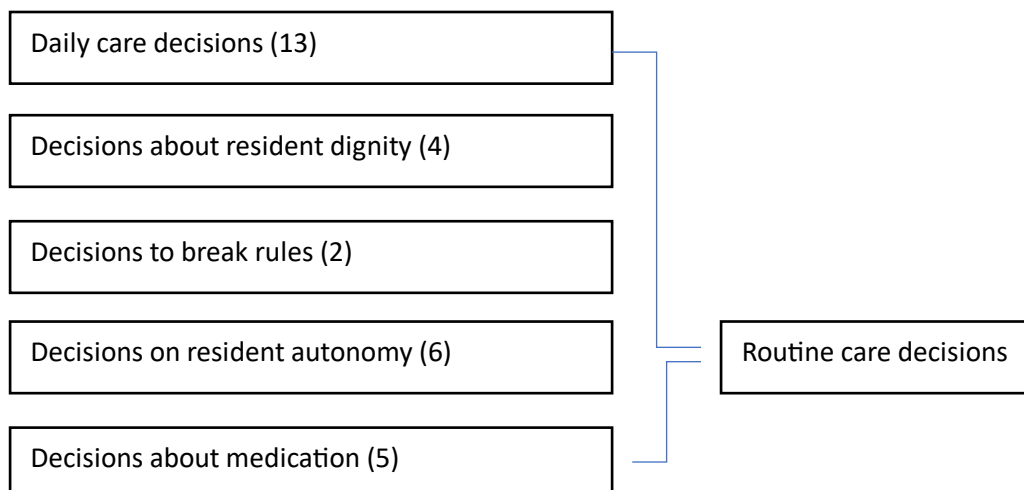 Daily care decisions (13)
Decisions about resident dignity (4)
Decisions to break rules (2)
Decisions on resident autonomy (6)
Routine care decisions
Decisions about medication (5)